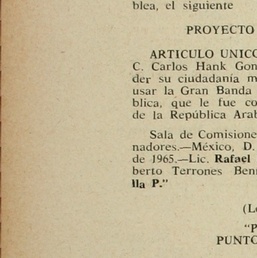 blea, el siguiente
PROYECTO
ARTICULO UNICO
C. Carlos Hank Gon
der su ciudadanía m
usar la Gran Banda
blica, que le fue co
de la República Arab
Sala de Comisione
nadores.—México, D.
de 1965.—Lic. Rafael
berto Terrones Ben
lla P."
(Le
"P
PUNTO